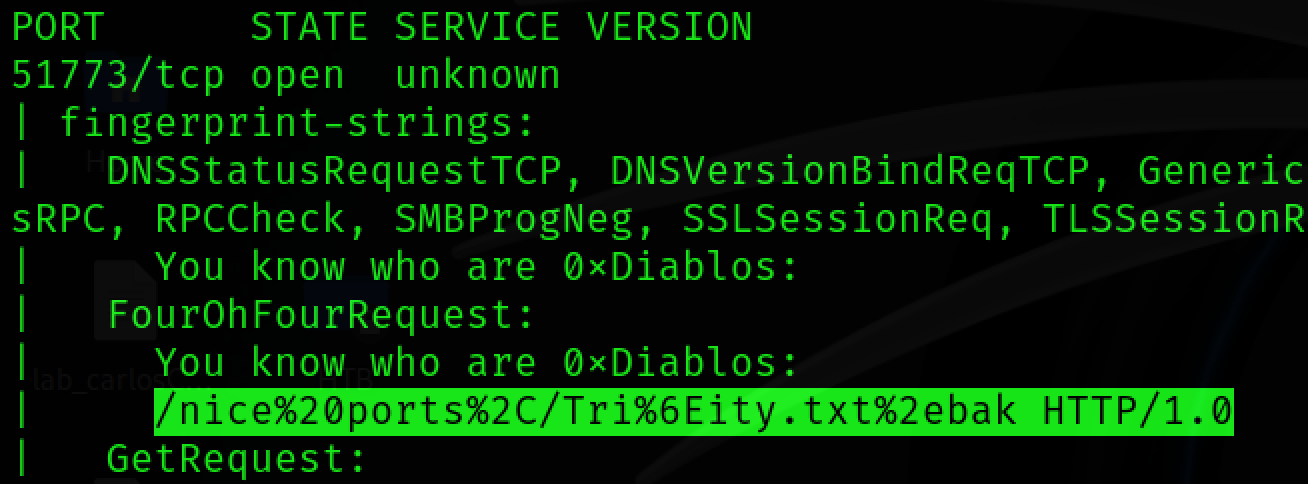 PORT      STATE SERVICE VERSION
51773/tcp open  unknown
| fingerprint-strings:
|   DNSStatusRequestTCP, DNSVersionBindReqTCP, Generic
sRPC, RPCCheck, SMBProgNeg, SSLSessionReq, TLSSessionR
|     You know who are 0×Diablos:
|   FourOhFourRequest:
|     You know who are 0×Diablos:
|     /nice%20ports%2C/Tri%6Eity.txt%2ebak HTTP/1.0
|   GetRequest: